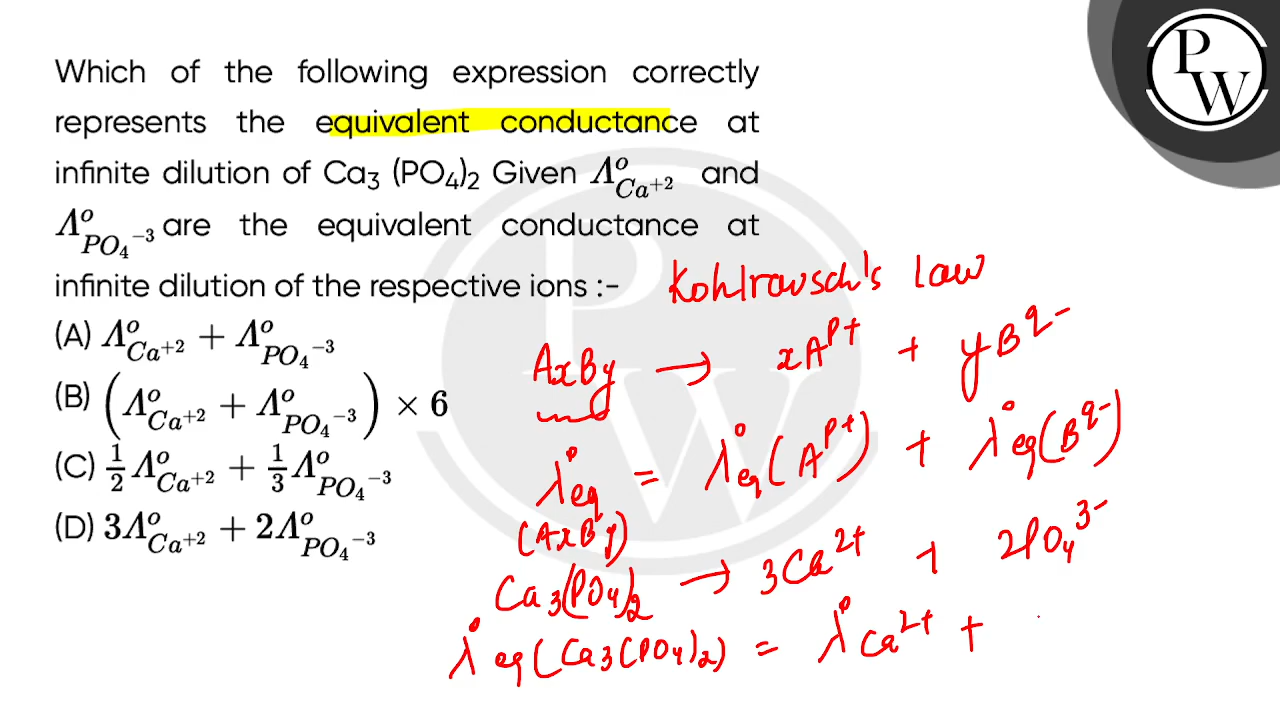 PW
Which of the following expression correctly
represents the equivalent conductance at
infinite dilution of Ca₃ (PO₄)₂ Given Λ°Ca⁺² and
Λ°PO₄⁻³ are the equivalent conductance at
infinite dilution of the respective ions :-
(A) Λ°Ca⁺² + Λ°PO₄⁻³
(B) (Λ°Ca⁺² + Λ°PO₄⁻³) × 6
(C) 1/2 Λ°Ca⁺² + 1/3 Λ°PO₄⁻³
(D) 3Λ°Ca⁺² + 2Λ°PO₄⁻³
Kohlrausch's law
AxBy → xAᵖ⁺ + yB^q-
λ°eq (AxBy) = λ°eq(Aᵖ⁺) + λ°eq(B^q-)
Ca₃(PO₄)₂ → 3Ca²⁺ + 2PO₄³⁻
λ°eq(Ca₃(PO₄)₂) = λ°Ca²⁺ +